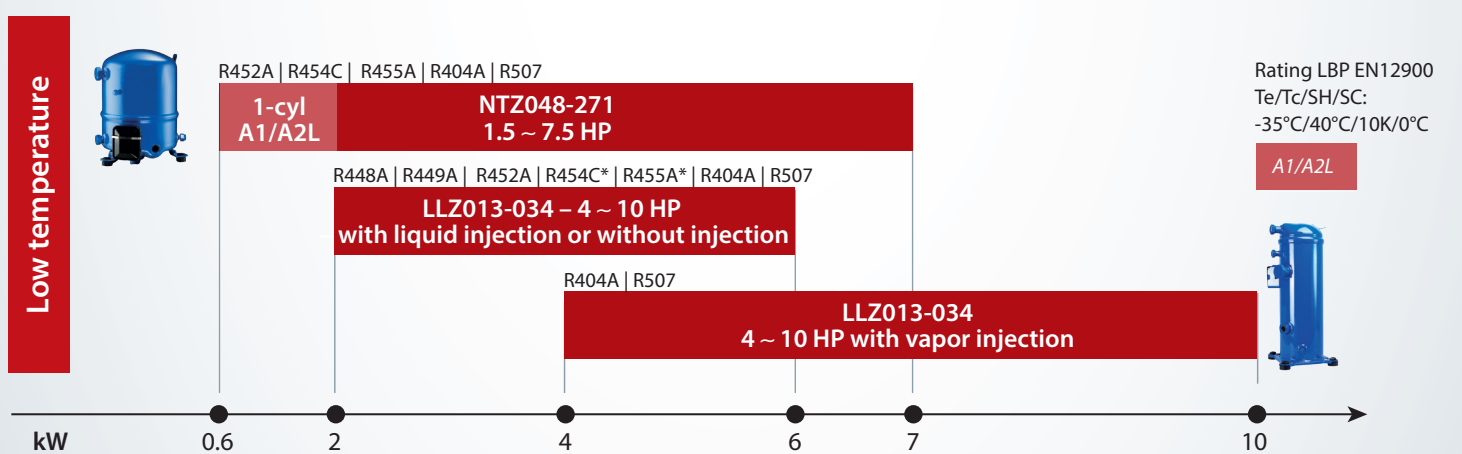 Low temperature
R452A | R454C | R455A | R404A | R507
1-cyl
A1/A2L
NTZ048-271
1.5 ~ 7.5 HP
R448A | R449A | R452A | R454C* | R455A* | R404A | R507
LLZ013-034 – 4 ~ 10 HP
with liquid injection or without injection
R404A | R507
LLZ013-034
4 ~ 10 HP with vapor injection
Rating LBP EN12900
Te/Tc/SH/SC:
-35°C/40°C/10K/0°C
A1/A2L
kW 0.6 2 4 6 7 10